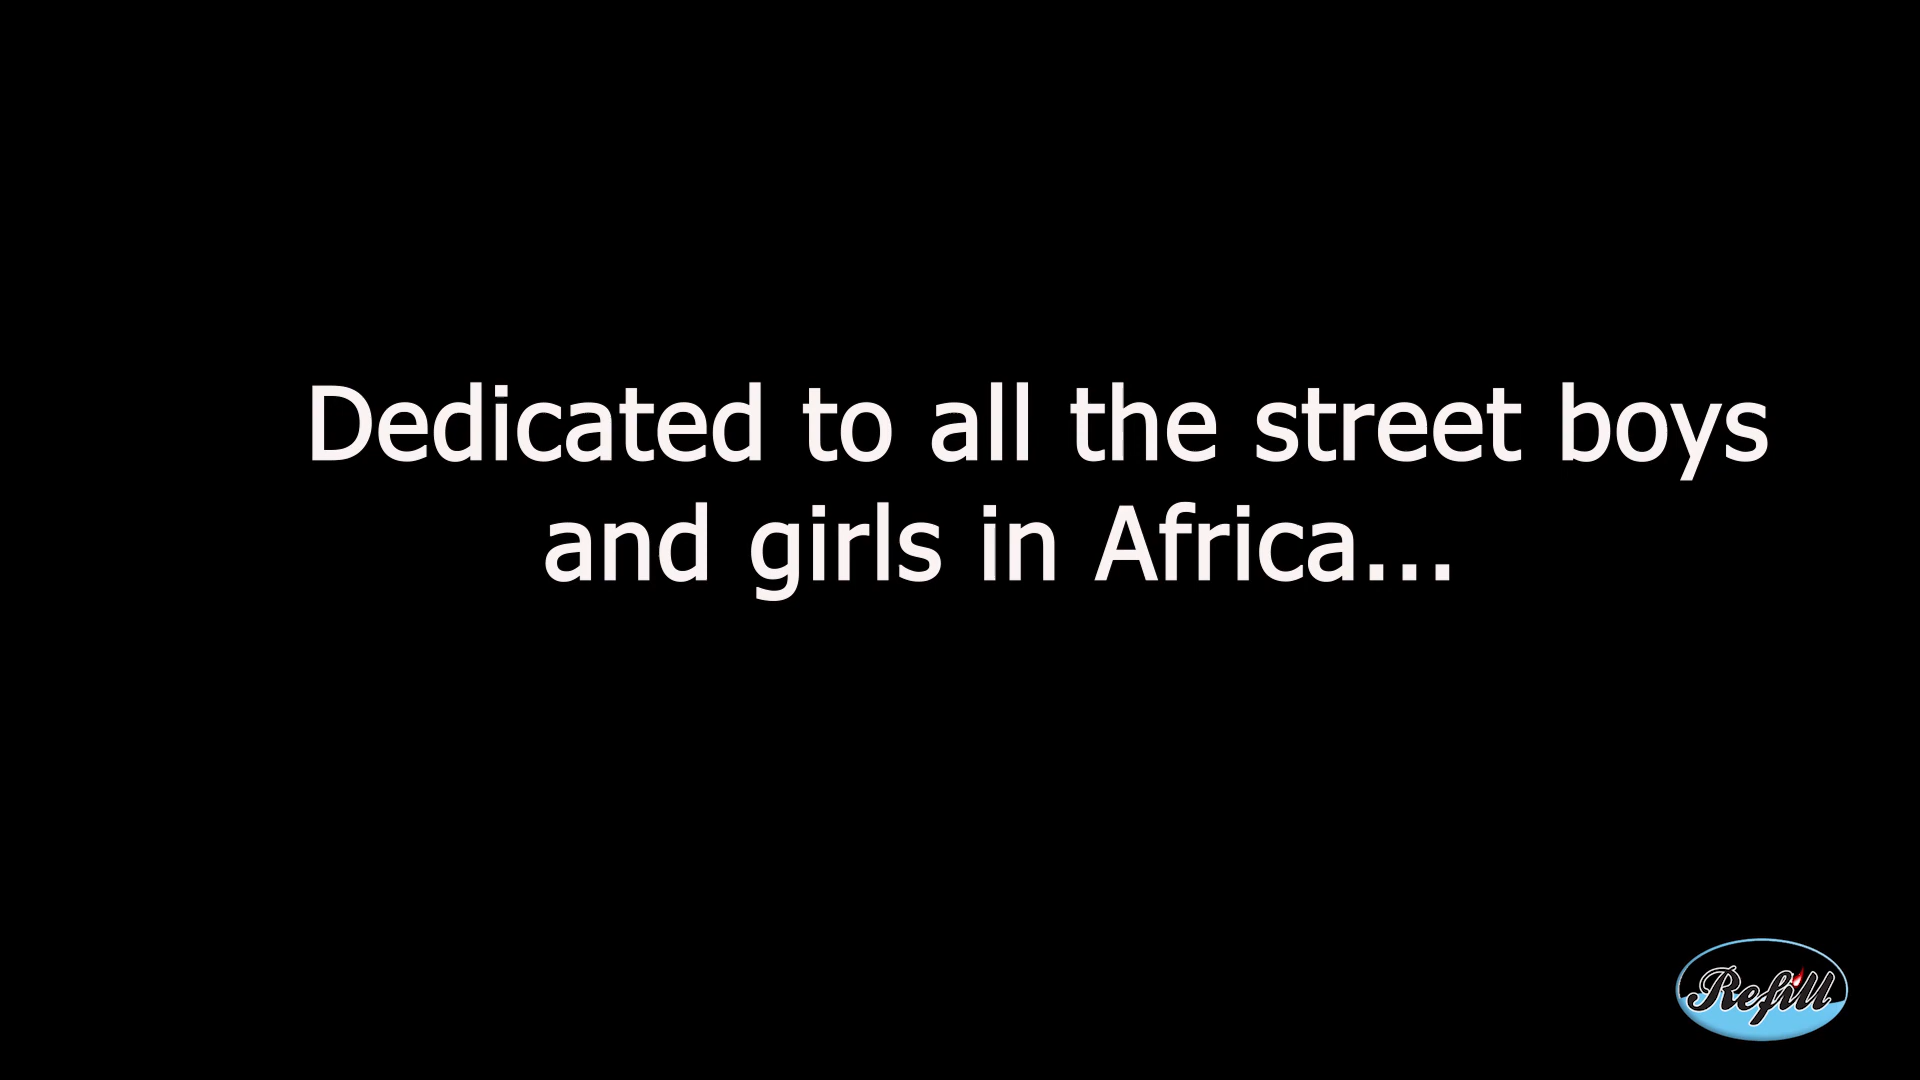 Dedicated to all the street boys
and girls in Africa...
Refill